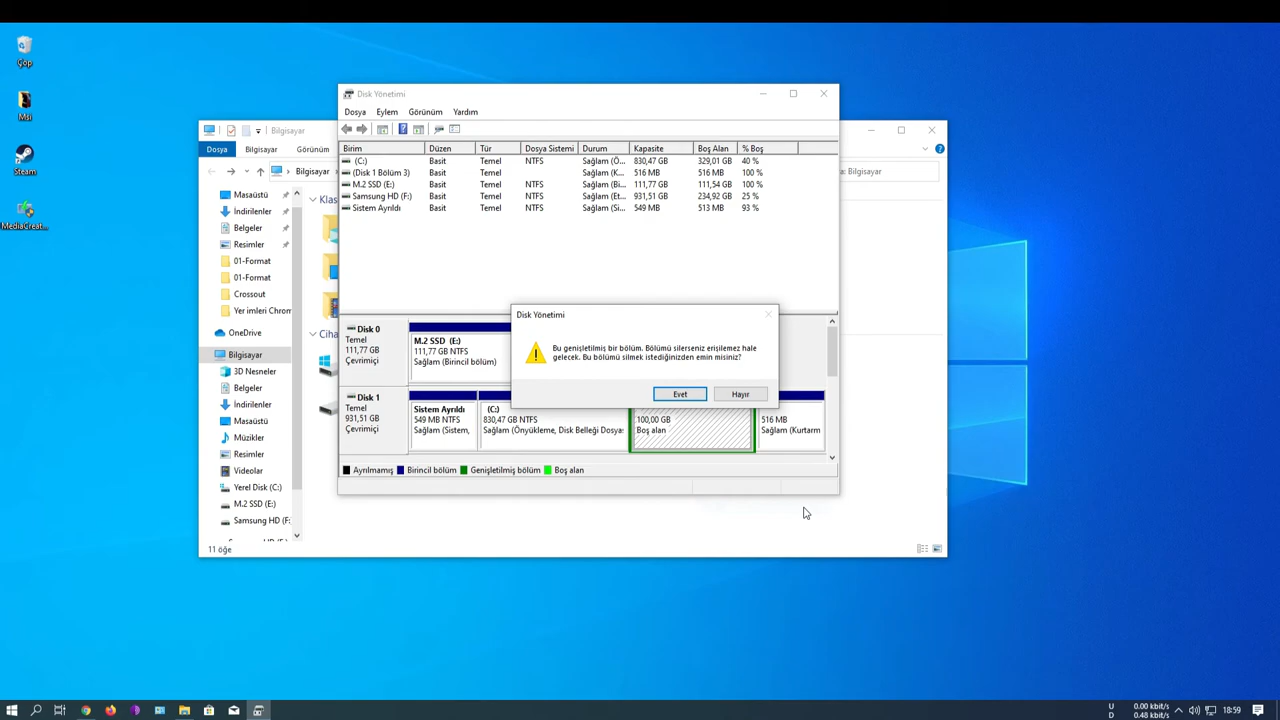 Çöp
Msi
Steam
MediaCreat...
Bilgisayar
Dosya
Bilgisayar
Görünüm
Bilgisayar
ra: Bilgisayar
Masaüstü
İndirilenler
Belgeler
Resimler
01-Format
01-Format
Crossout
Yer imleri Chrom
OneDrive
Bilgisayar
3D Nesneler
Belgeler
İndirilenler
Masaüstü
Müzikler
Resimler
Videolar
Yerel Disk (C:)
M.2 SSD (E:)
Samsung HD (F:
Klas
Ciha
11 öğe
Disk Yönetimi
Dosya Eylem Görünüm Yardım
Birim Düzen Tür Dosya Sistemi Durum Kapasite Boş Alan % Boş
(C:) Basit Temel NTFS Sağlam (Ö... 830,47 GB 329,01 GB 40 %
(Disk 1 Bölüm 3) Basit Temel Sağlam (K... 516 MB 516 MB 100 %
M.2 SSD (E:) Basit Temel NTFS Sağlam (Bi... 111,77 GB 111,54 GB 100 %
Samsung HD (F:) Basit Temel NTFS Sağlam (Et... 931,51 GB 234,92 GB 25 %
Sistem Ayrıldı Basit Temel NTFS Sağlam (Si... 549 MB 513 MB 93 %
Disk 0
Temel
111,77 GB
Çevrimiçi
M.2 SSD (E:)
111,77 GB NTFS
Sağlam (Birincil bölüm)
Disk 1
Temel
931,51 GB
Çevrimiçi
Sistem Ayrıldı
549 MB NTFS
Sağlam (Sistem,
(C:)
830,47 GB NTFS
Sağlam (Önyükleme, Disk Belleği Dosya:
100,00 GB
Boş alan
516 MB
Sağlam (Kurtarm
Ayrılmamış Birincil bölüm Genişletilmiş bölüm Boş alan
Disk Yönetimi
Bu genişletilmiş bir bölüm. Bölümü silerseniz erişilemez hale
gelecek. Bu bölümü silmek istediğinizden emin misiniz?
Evet Hayır
U 0.00 kbit/s
D 0.48 kbit/s
18:59